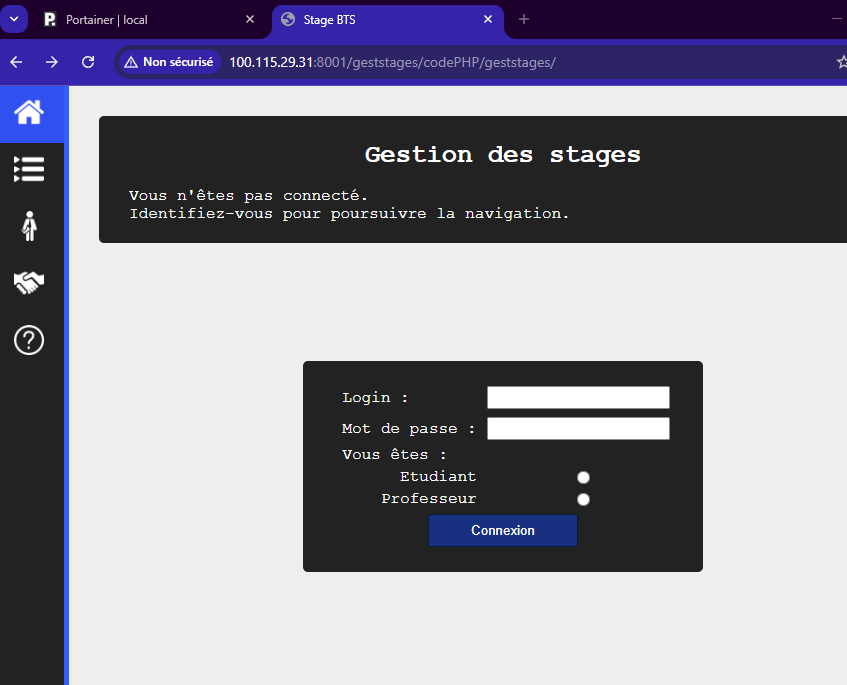 Portainer | local
Stage BTS
Non sécurisé
100.115.29.31:8001/geststages/codePHP/geststages/
Gestion des stages
Vous n'êtes pas connecté.
Identifiez-vous pour poursuivre la navigation.
Login :
Mot de passe :
Vous êtes :
Etudiant
Professeur
Connexion